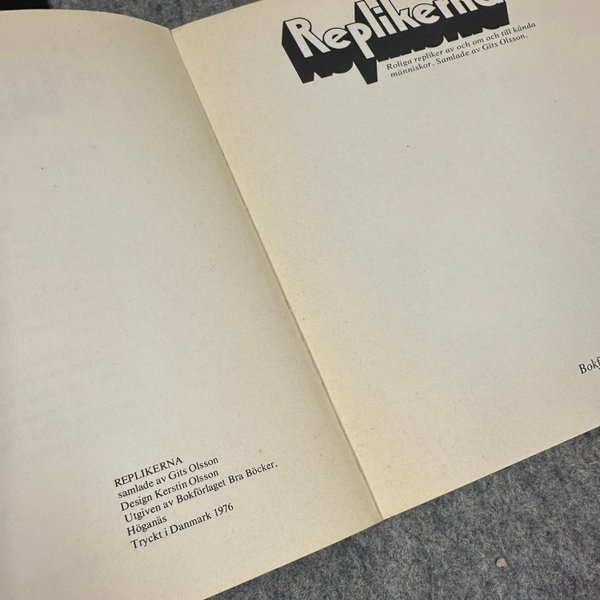 REPLIKERNA
samlade av Gits Olsson
Design Kerstin Olsson
Utgiven av Bokförlaget Bra Böcker,
Höganäs
Tryckt i Danmark 1976
Replikerna
Roliga repliker av och om och till kända
människor. Samlade av Gits Olsson.